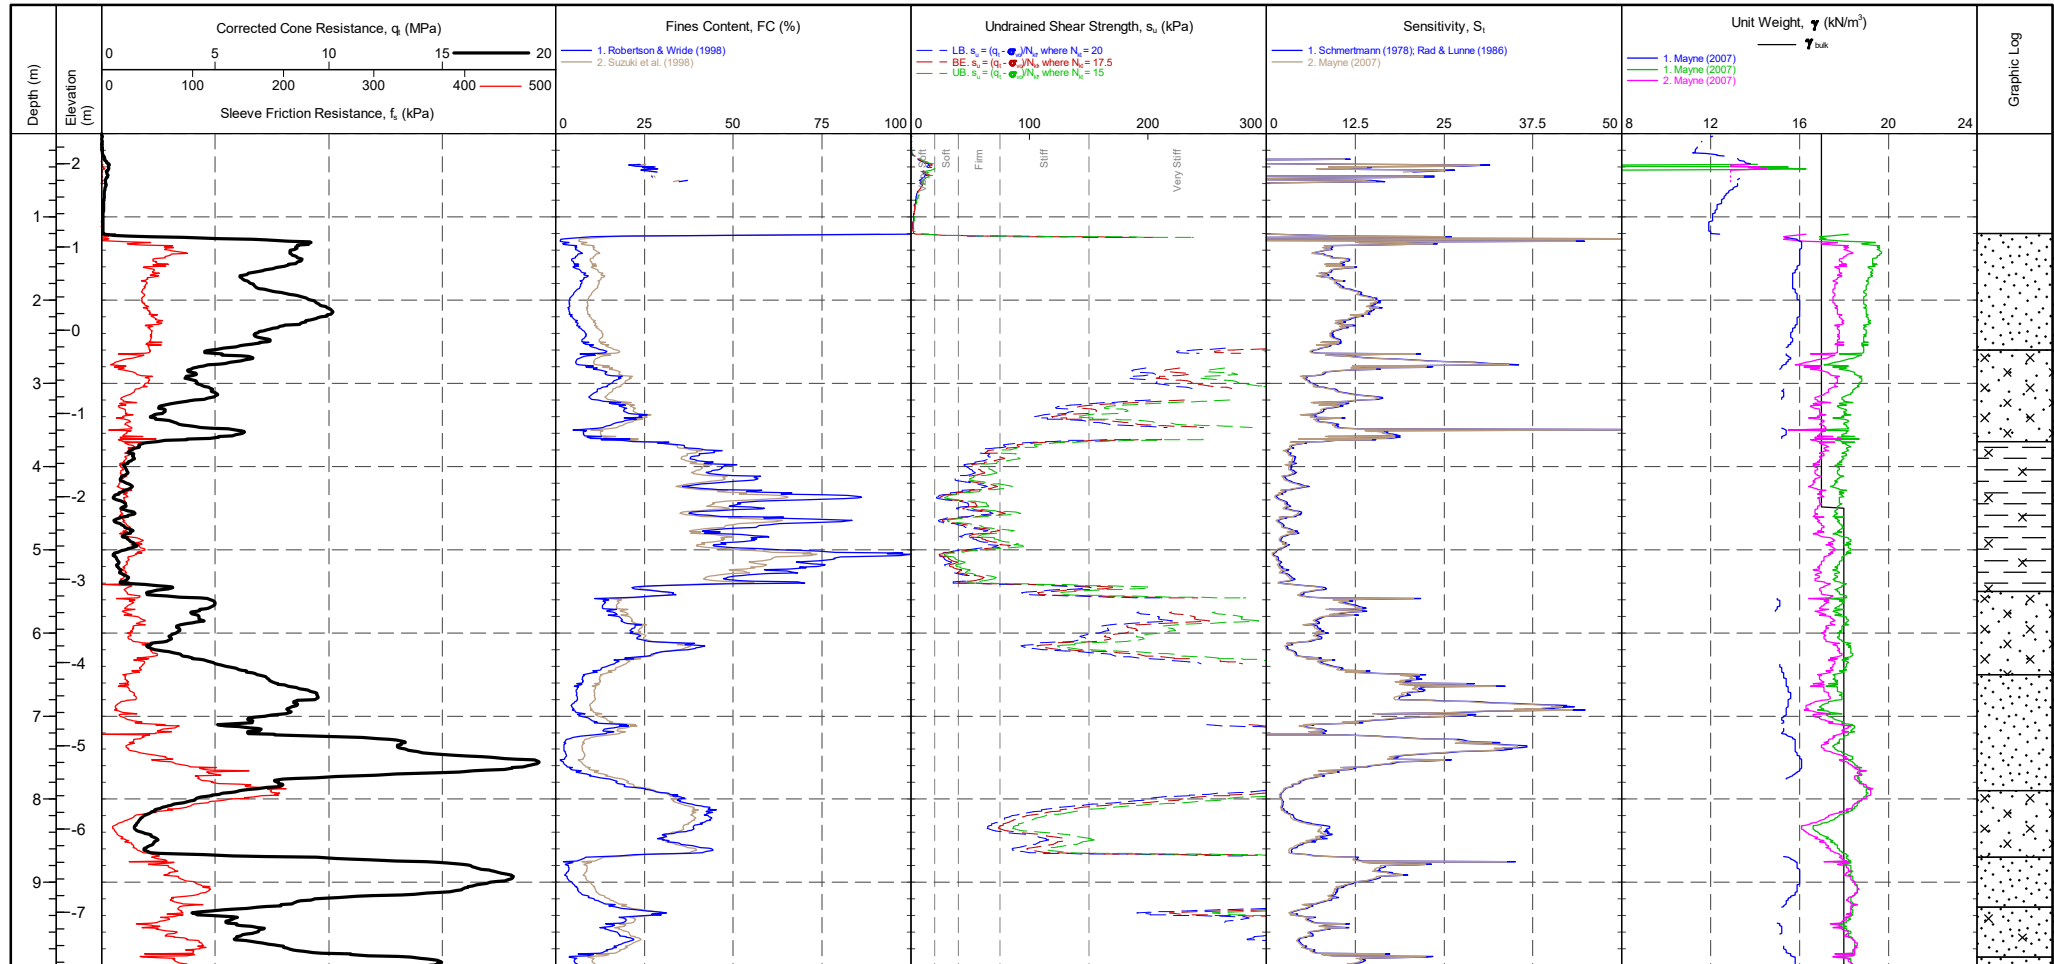 Depth (m)
Elevation (m)
Corrected Cone Resistance, qt (MPa)
0 5 10 15 20
0 100 200 300 400 500
Sleeve Friction Resistance, fs (kPa)
Fines Content, FC (%)
1. Robertson & Wride (1998)
2. Suzuki et al. (1998)
0 25 50 75 100
Undrained Shear Strength, su (kPa)
LB. su = (qt - σvo)/Nkt where Nkt = 20
BE. su = (qt - σvo)/Nkt where Nkt = 17.5
UB. su = (qt - σvo)/Nkt where Nkt = 15
0 100 200 300
Very Soft
Soft
Firm
Stiff
Very Stiff
Sensitivity, St
1. Schmertmann (1978); Rad & Lunne (1986)
2. Mayne (2007)
0 12.5 25 37.5 50
Unit Weight, γ (kN/m³)
γbulk
1. Mayne (2007)
1. Mayne (2007)
2. Mayne (2007)
8 12 16 20 24
Graphic Log
2
1
1
2
0
3
-1
4
-2
5
-3
6
-4
7
-5
8
-6
9
-7